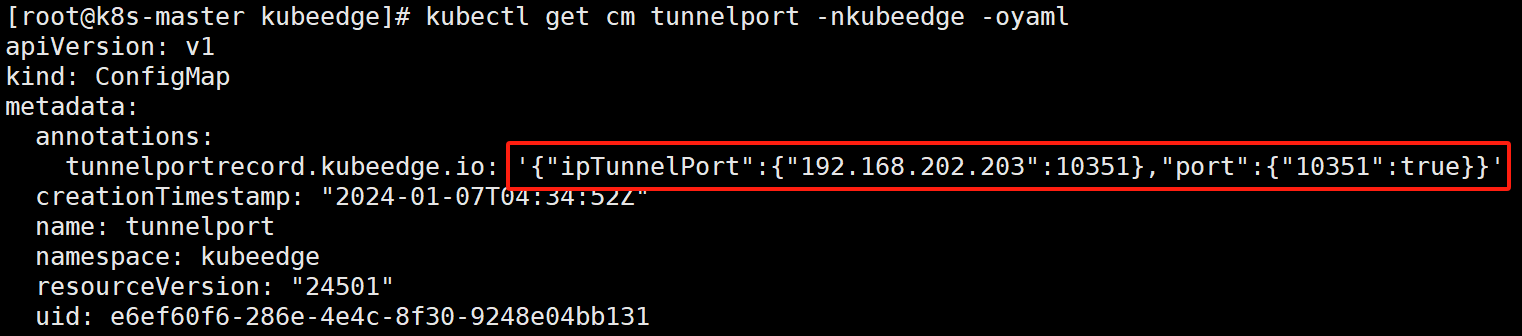 [root@k8s-master kubeedge]# kubectl get cm tunnelport -nkubeedge -oyaml
apiVersion: v1
kind: ConfigMap
metadata:
  annotations:
    tunnelportrecord.kubeedge.io: '{"ipTunnelPort":{"192.168.202.203":10351},"port":{"10351":true}}'
  creationTimestamp: "2024-01-07T04:34:52Z"
  name: tunnelport
  namespace: kubeedge
  resourceVersion: "24501"
  uid: e6ef60f6-286e-4e4c-8f30-9248e04bb131